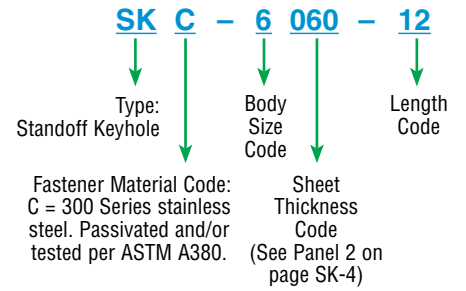 SK C – 6 060 – 12
Type:
Standoff Keyhole
Body
Size
Code
Length
Code
Fastener Material Code:
C = 300 Series stainless
steel. Passivated and/or
tested per ASTM A380.
Sheet
Thickness
Code
(See Panel 2 on
page SK-4)